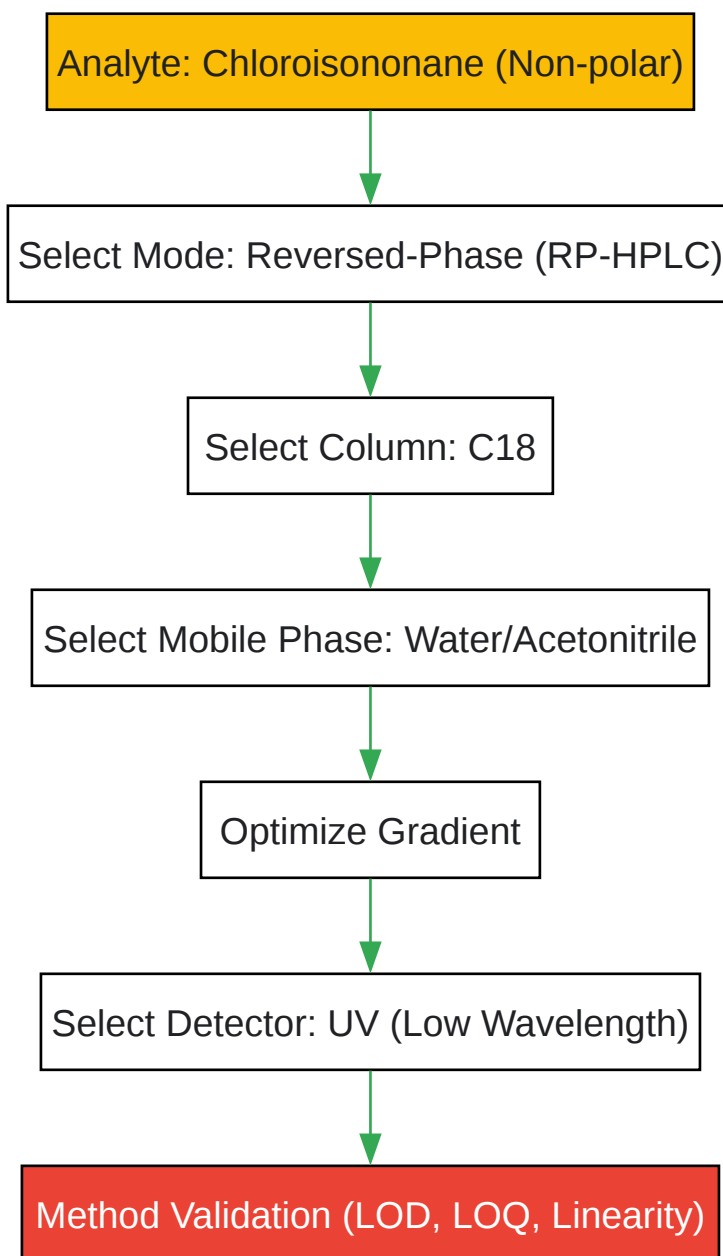 Analyte: Chloroisononane (Non-polar)
Select Mode: Reversed-Phase (RP-HPLC)
Select Column: C18
Select Mobile Phase: Water/Acetonitrile
Optimize Gradient
Select Detector: UV (Low Wavelength)
Method Validation (LOD, LOQ, Linearity)